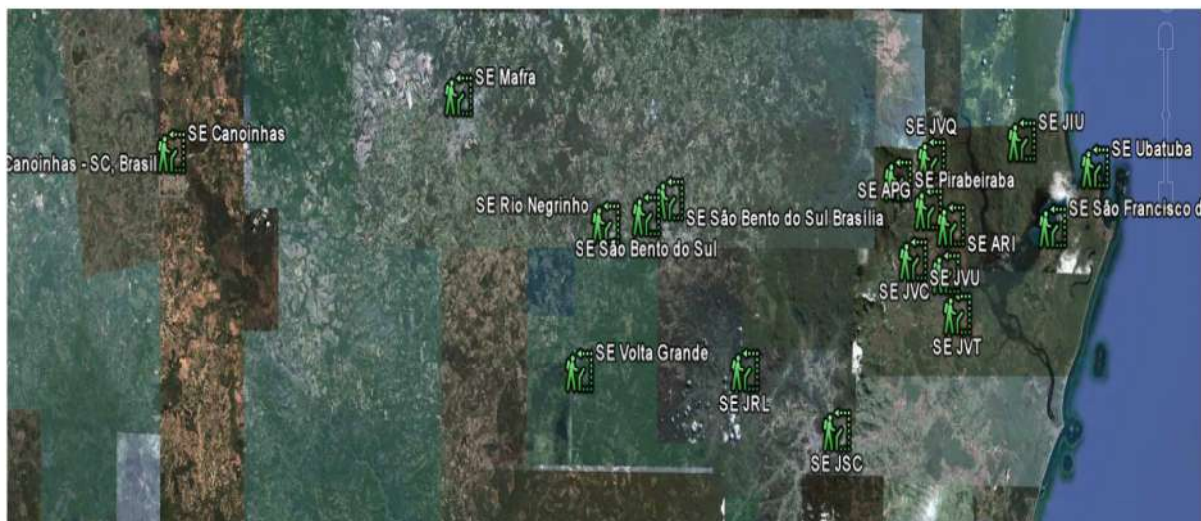 SE Mafra
SE Canoinhas
Canoinhas - SC, Brasil
SE JVQ
SE JIU
SE Ubatuba
SE APG
SE Pirabeiraba
SE Rio Negrinho
SE São Bento do Sul Brasília
SE São Francisco d
SE São Bento do Sul
SE ARI
SE JVC
SE JVU
SE JVT
SE Volta Grande
SE JRL
SE JSC